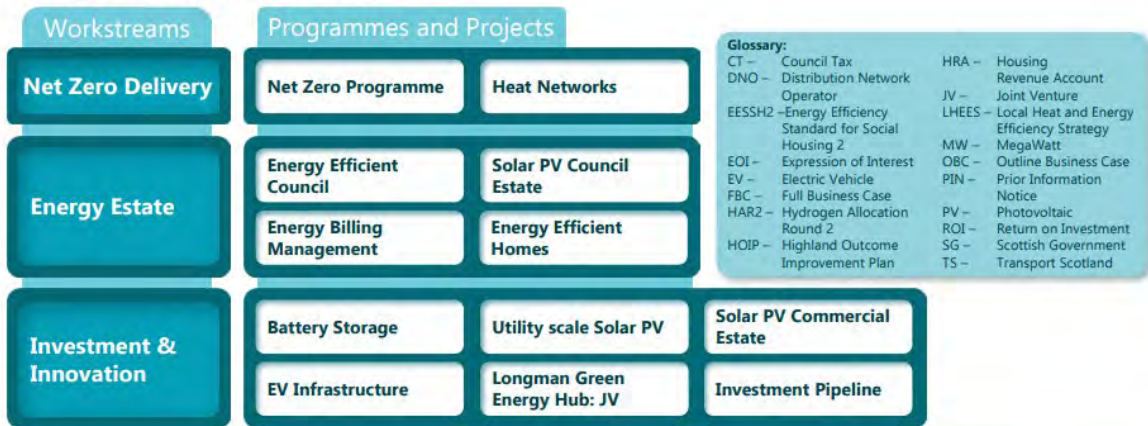 Workstreams
Programmes and Projects
Net Zero Delivery
Net Zero Programme
Heat Networks
Energy Estate
Energy Efficient
Council
Solar PV Council
Estate
Energy Billing
Management
Energy Efficient
Homes
Investment &
Innovation
Battery Storage
Utility scale Solar PV
Solar PV Commercial
Estate
EV Infrastructure
Longman Green
Energy Hub: JV
Investment Pipeline
Glossary:
CT – Council Tax
DNO – Distribution Network
Operator
EESSH2 –Energy Efficiency
Standard for Social
Housing 2
EOI – Expression of Interest
EV – Electric Vehicle
FBC – Full Business Case
HAR2 – Hydrogen Allocation
Round 2
HOIP – Highland Outcome
Improvement Plan
HRA – Housing
Revenue Account
JV – Joint Venture
LHEES – Local Heat and Energy
Efficiency Strategy
MW – MegaWatt
OBC – Outline Business Case
PIN – Prior Information
Notice
PV – Photovoltaic
ROI – Return on Investment
SG – Scottish Government
TS – Transport Scotland